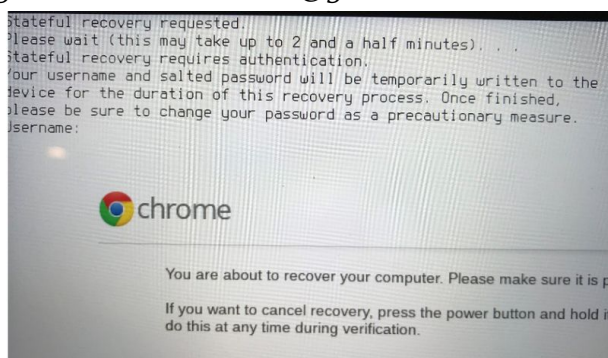 Stateful recovery requested.
Please wait (this may take up to 2 and a half minutes). . .
Stateful recovery requires authentication.
Your username and salted password will be temporarily written to the
device for the duration of this recovery process. Once finished,
please be sure to change your password as a precautionary measure.
Username:
chrome
You are about to recover your computer. Please make sure it is
If you want to cancel recovery, press the power button and hold
do this at any time during verification.